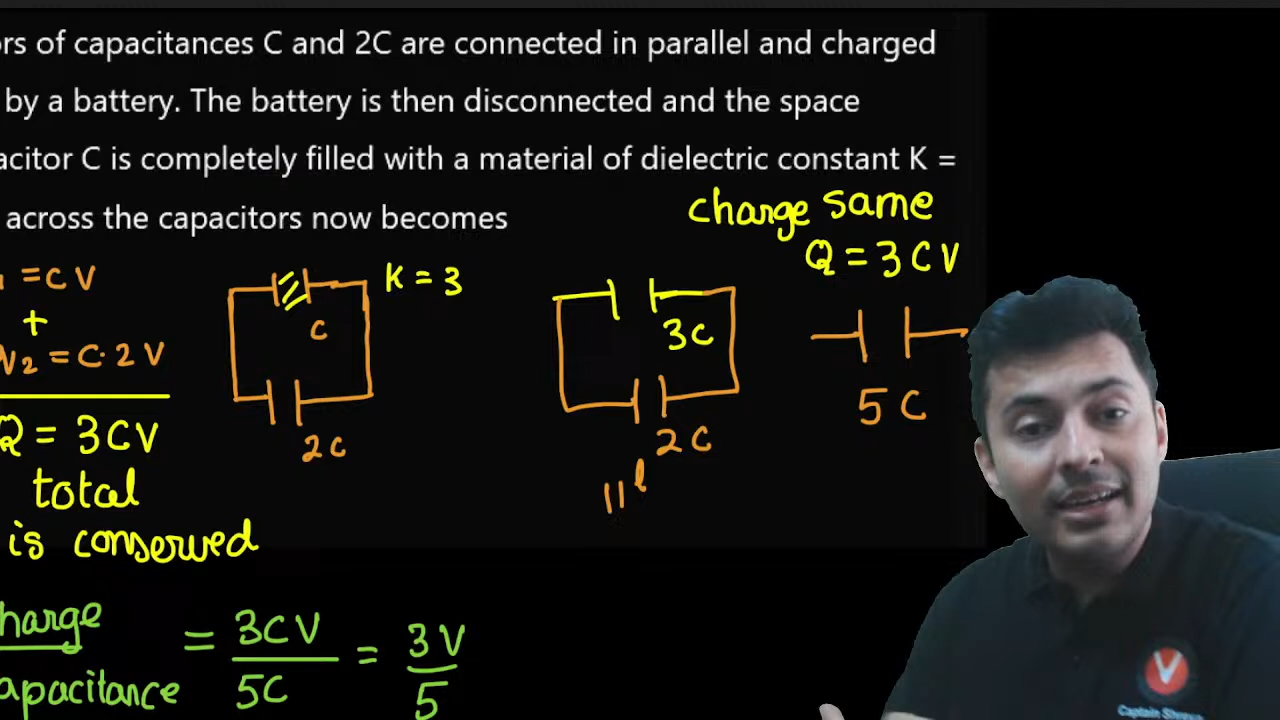 ors of capacitances C and 2C are connected in parallel and charged
by a battery. The battery is then disconnected and the space
acitor C is completely filled with a material of dielectric constant K =
across the capacitors now becomes
charge same
Q = 3CV
= CV
+
V2 = C·2V
Q = 3CV
total
is conserved
K = 3
C
2C
3C
2C
11l
5C
harge
apacitance
= 3CV
5C
= 3V
5
V